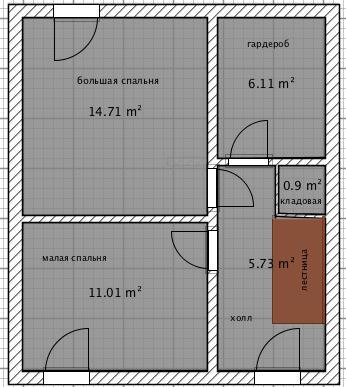 гардероб
6.11 m²
большая спальня
14.71 m²
0.9 m²
кладовая
малая спальня
11.01 m²
5.73 m²
лестница
холл